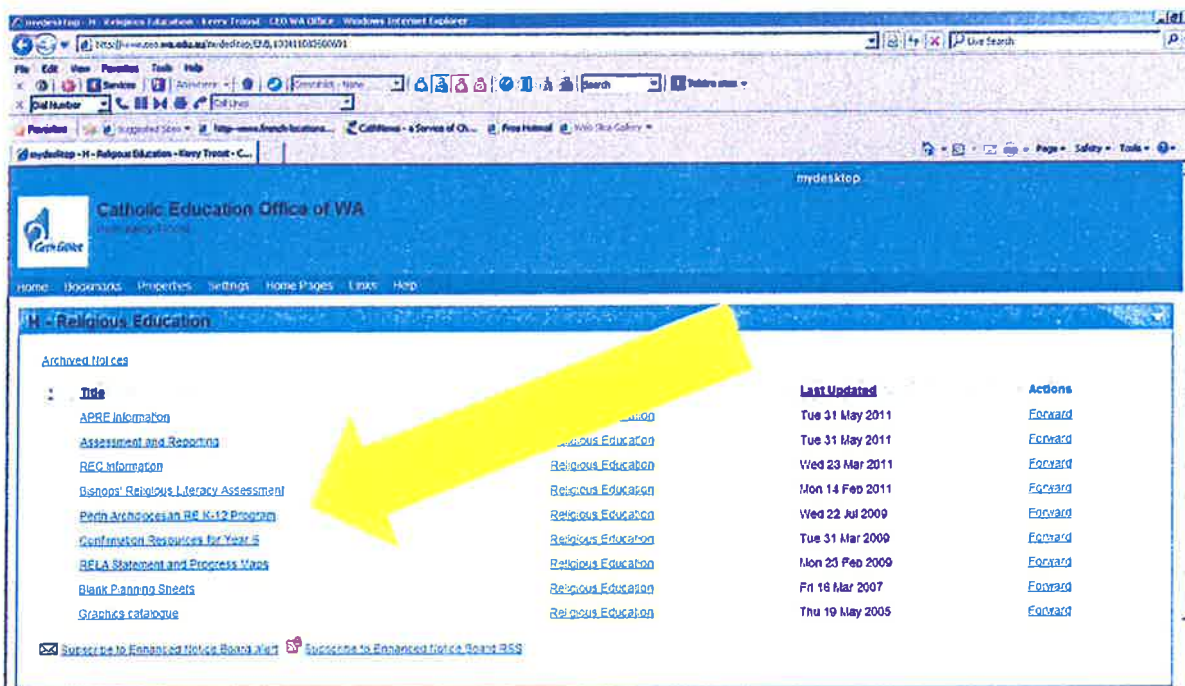 mydesktop - H - Religious Education - Kerry Troost - CEO WA Office - Windows Internet Explorer
Live Search
File Edit View Favorites Tools Help
Services
Search
Dial Number
Call Lines
Favorites Suggested Sites CathNews - a Service of Ch... Free Hotmail Web Slice Gallery
mydesktop - H - Religious Education - Kerry Troost - C...
Page Safety Tools
mydesktop
Catholic Education Office of WA
Home Bookmarks Properties Settings Home Pages Links Help
H - Religious Education
Archived Notices
Title Last Updated Actions
APRE Information Tue 31 May 2011 Forward
Assessment and Reporting Religious Education Tue 31 May 2011 Forward
REC Information Religious Education Wed 23 Mar 2011 Forward
Bishops' Religious Literacy Assessment Religious Education Mon 14 Feb 2011 Forward
Perth Archdiocesan RE K-12 Program Religious Education Wed 22 Jul 2009 Forward
Confirmation Resources for Year 6 Religious Education Tue 31 Mar 2009 Forward
RELA Statement and Progress Maps Religious Education Mon 23 Feb 2009 Forward
Blank Planning Sheets Religious Education Fri 16 Mar 2007 Forward
Graphics catalogue Religious Education Thu 19 May 2005 Forward
Subscribe to Enhanced Notice Board alert Subscribe to Enhanced Notice Board RSS